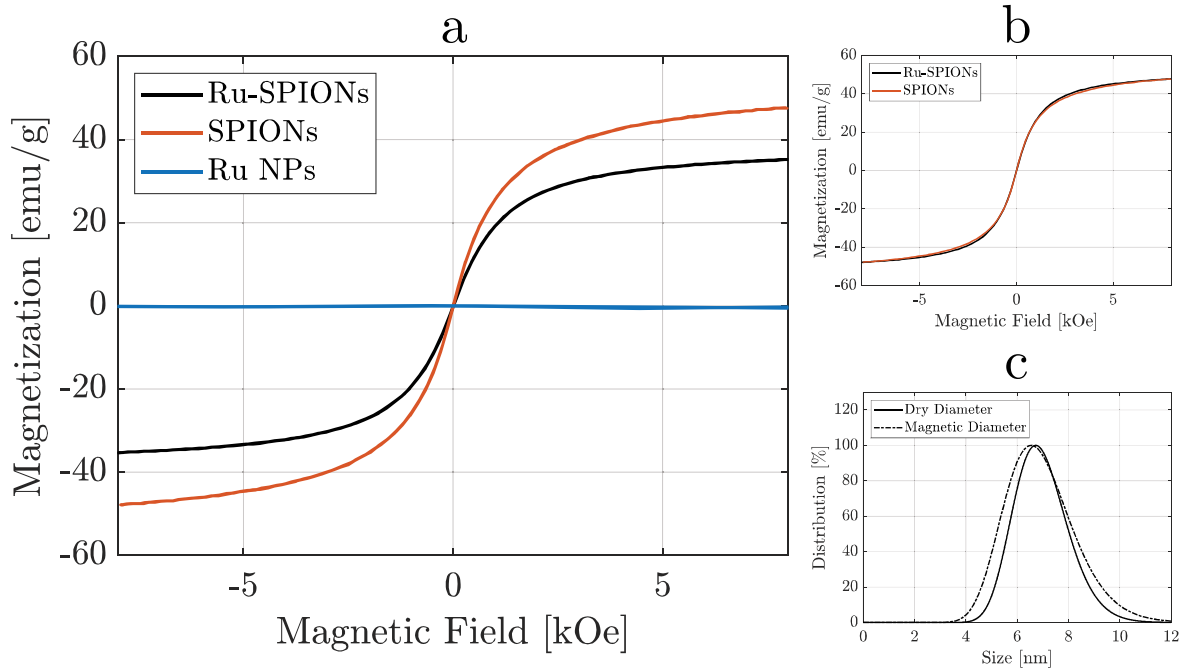 a
60
40
20
0
-20
-40
-60
-5
0
5
Magnetization [emu/g]
Magnetic Field [kOe]
Ru-SPIONs
SPIONs
Ru NPs
b
60
40
20
0
-20
-40
-60
-5
0
5
Magnetization [emu/g]
Magnetic Field [kOe]
Ru-SPIONs
SPIONs
c
120
100
80
60
40
20
0
0
2
4
6
8
10
12
Distribution [%]
Size [nm]
Dry Diameter
Magnetic Diameter